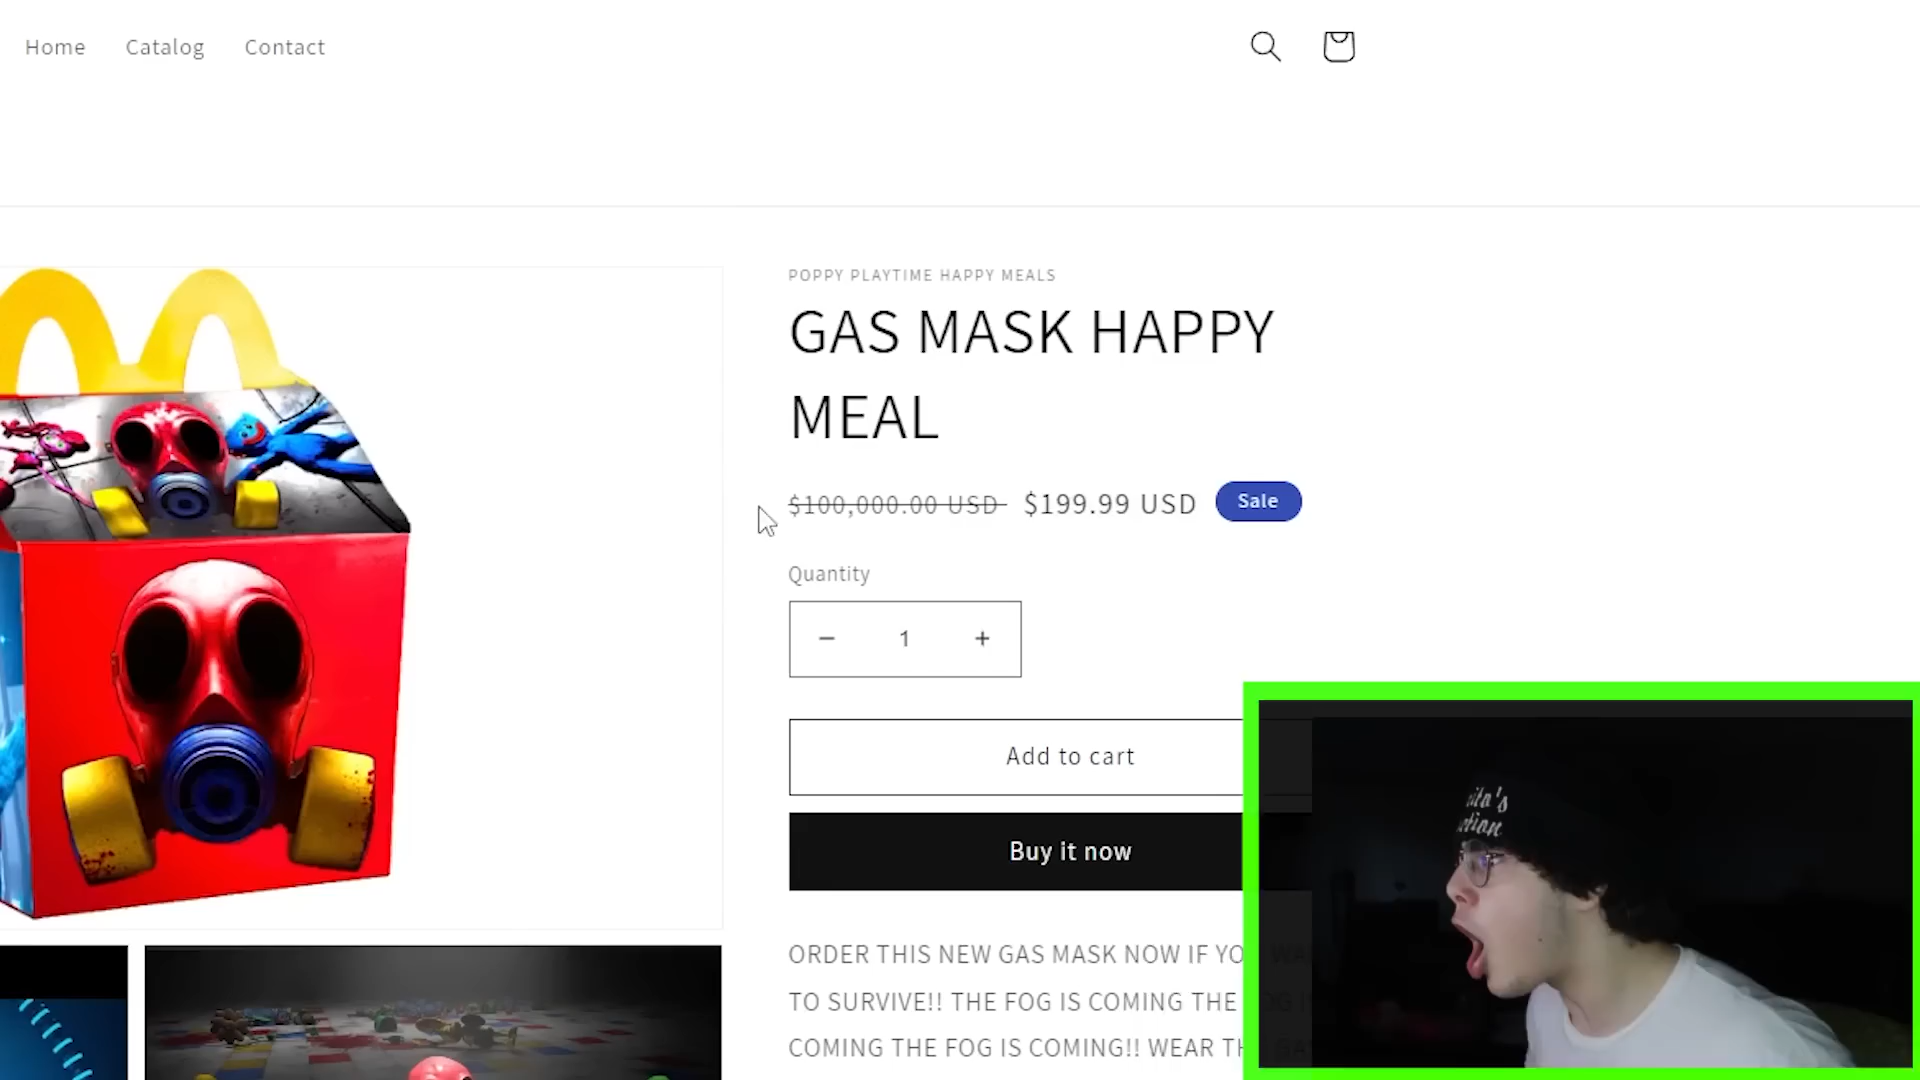 Home Catalog Contact
POPPY PLAYTIME HAPPY MEALS
GAS MASK HAPPY
MEAL
$100,000.00 USD $199.99 USD Sale
Quantity
− 1 +
Add to cart
Buy it now
ORDER THIS NEW GAS MASK NOW IF YO
TO SURVIVE!! THE FOG IS COMING THE
COMING THE FOG IS COMING!! WEAR